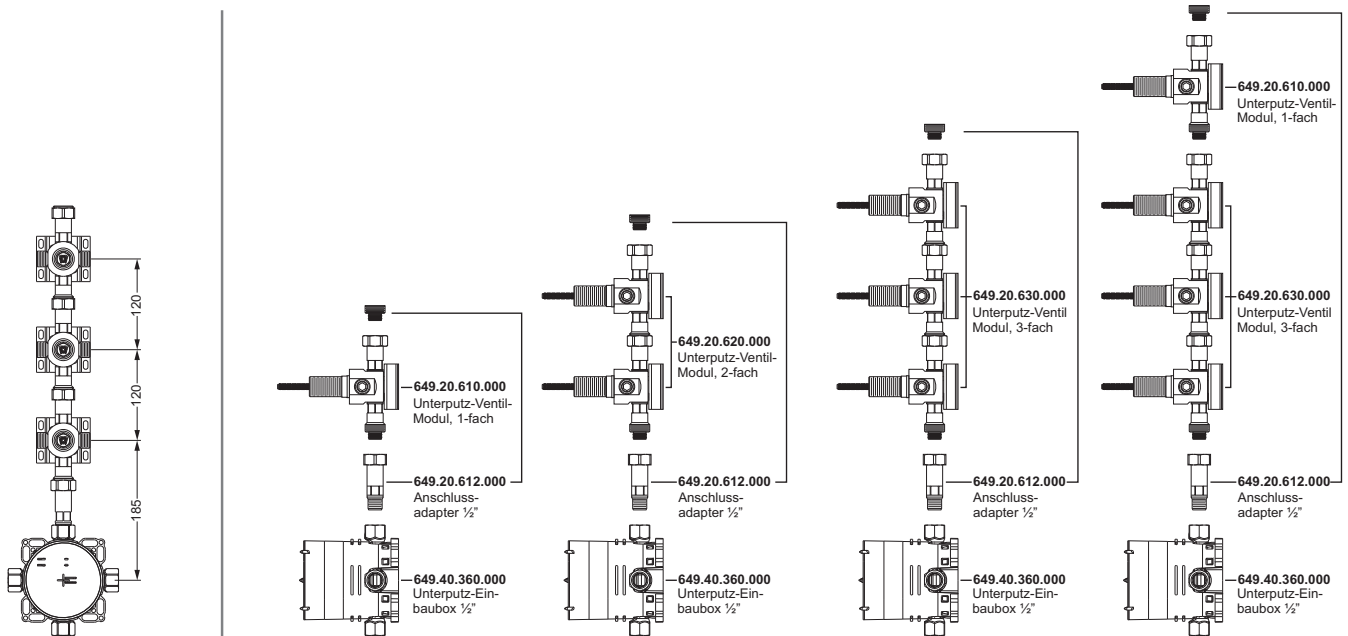 120
120
185
649.20.610.000
Unterputz-Ventil-
Modul, 1-fach
649.20.612.000
Anschluss-
adapter ½"
649.40.360.000
Unterputz-Ein-
baubox ½"
649.20.620.000
Unterputz-Ventil-
Modul, 2-fach
649.20.612.000
Anschluss-
adapter ½"
649.40.360.000
Unterputz-Ein-
baubox ½"
649.20.630.000
Unterputz-Ventil
Modul, 3-fach
649.20.612.000
Anschluss-
adapter ½"
649.40.360.000
Unterputz-Ein-
baubox ½"
649.20.610.000
Unterputz-Ventil-
Modul, 1-fach
649.20.630.000
Unterputz-Ventil
Modul, 3-fach
649.20.612.000
Anschluss-
adapter ½"
649.40.360.000
Unterputz-Ein-
baubox ½"